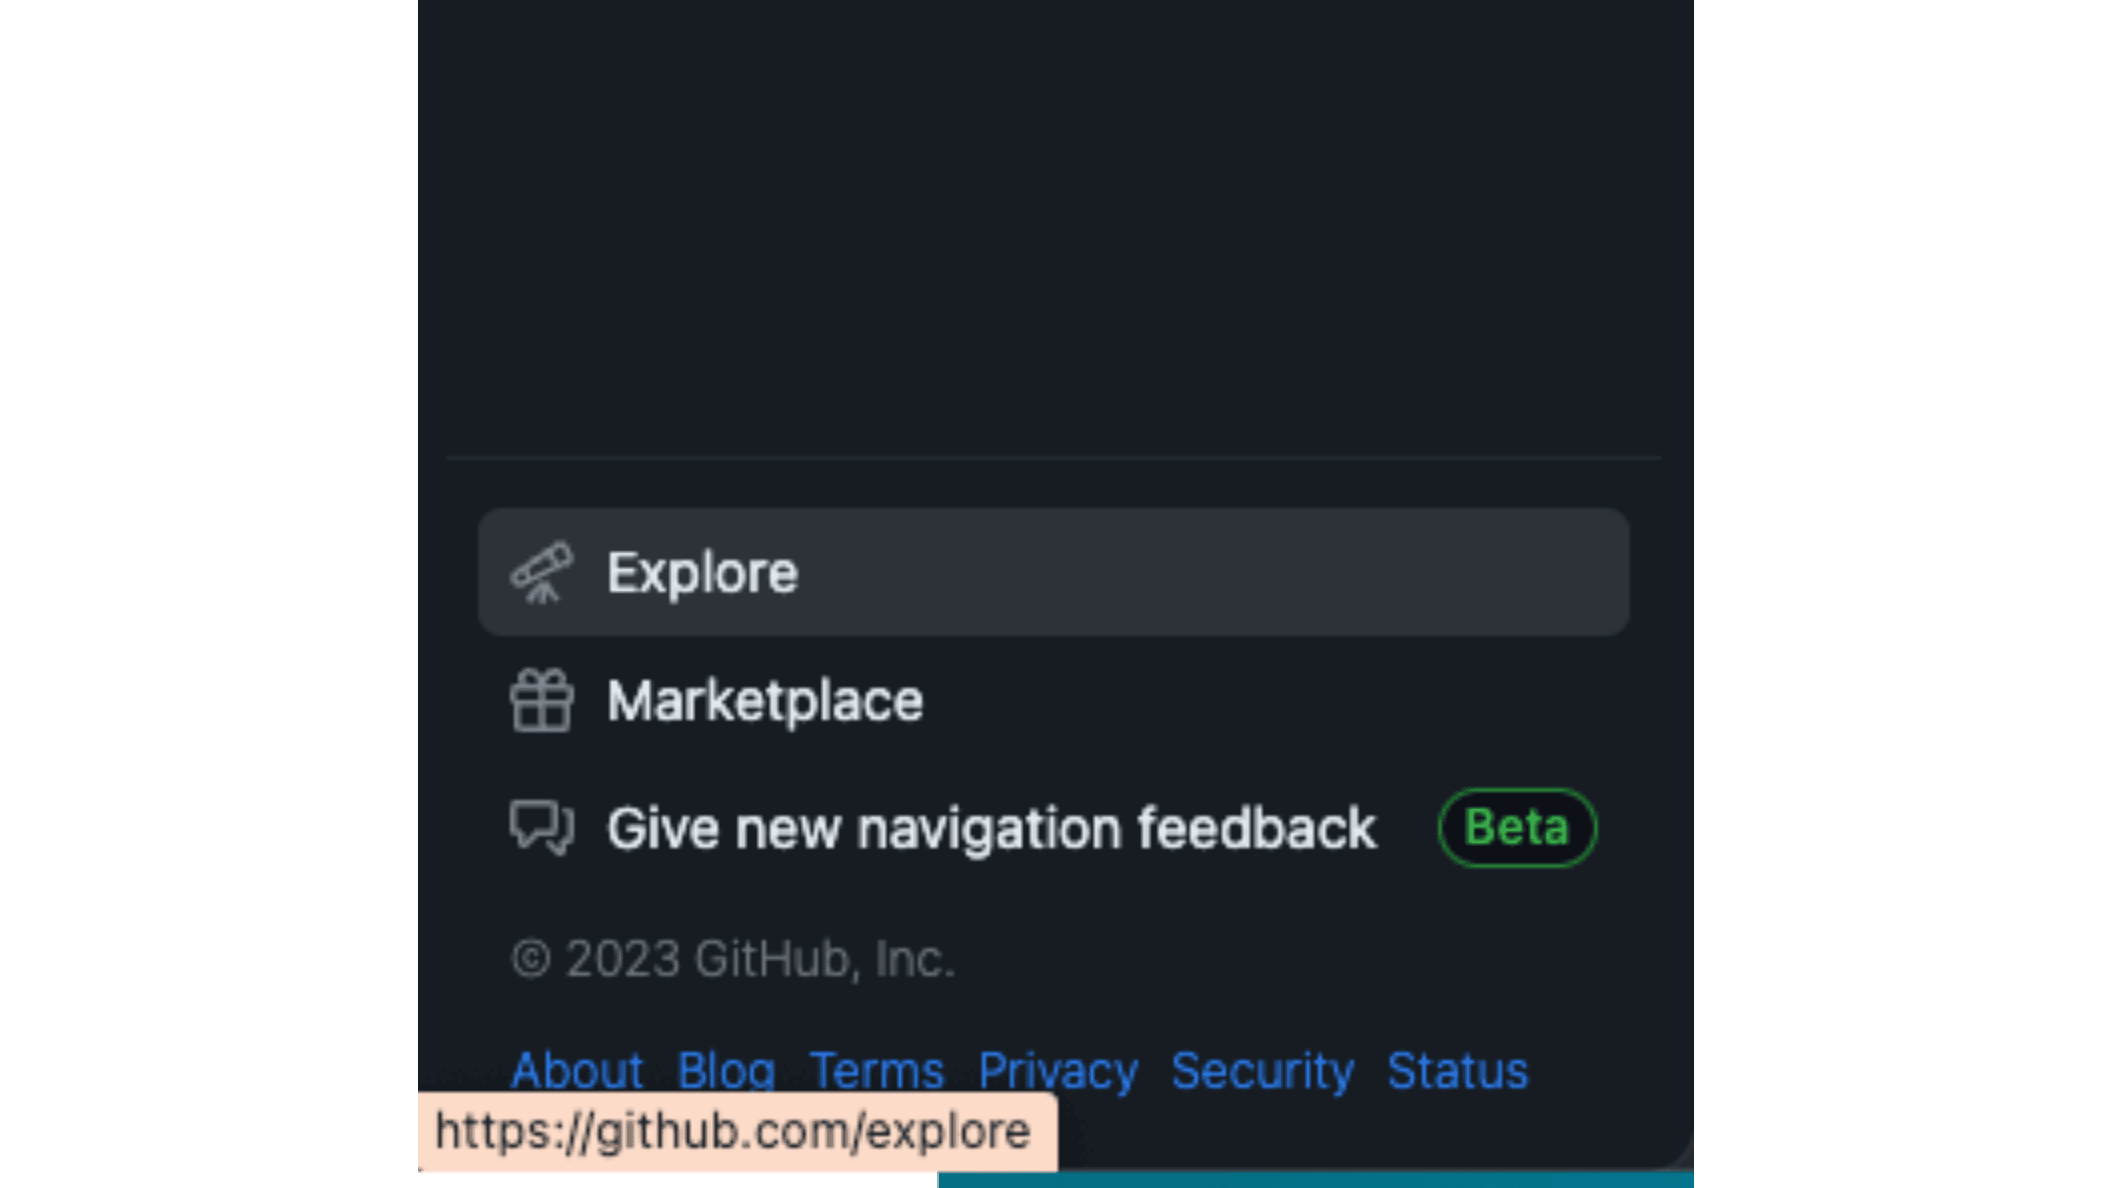 Explore
Marketplace
Give new navigation feedback Beta
© 2023 GitHub, Inc.
About Blog Terms Privacy Security Status
https://github.com/explore